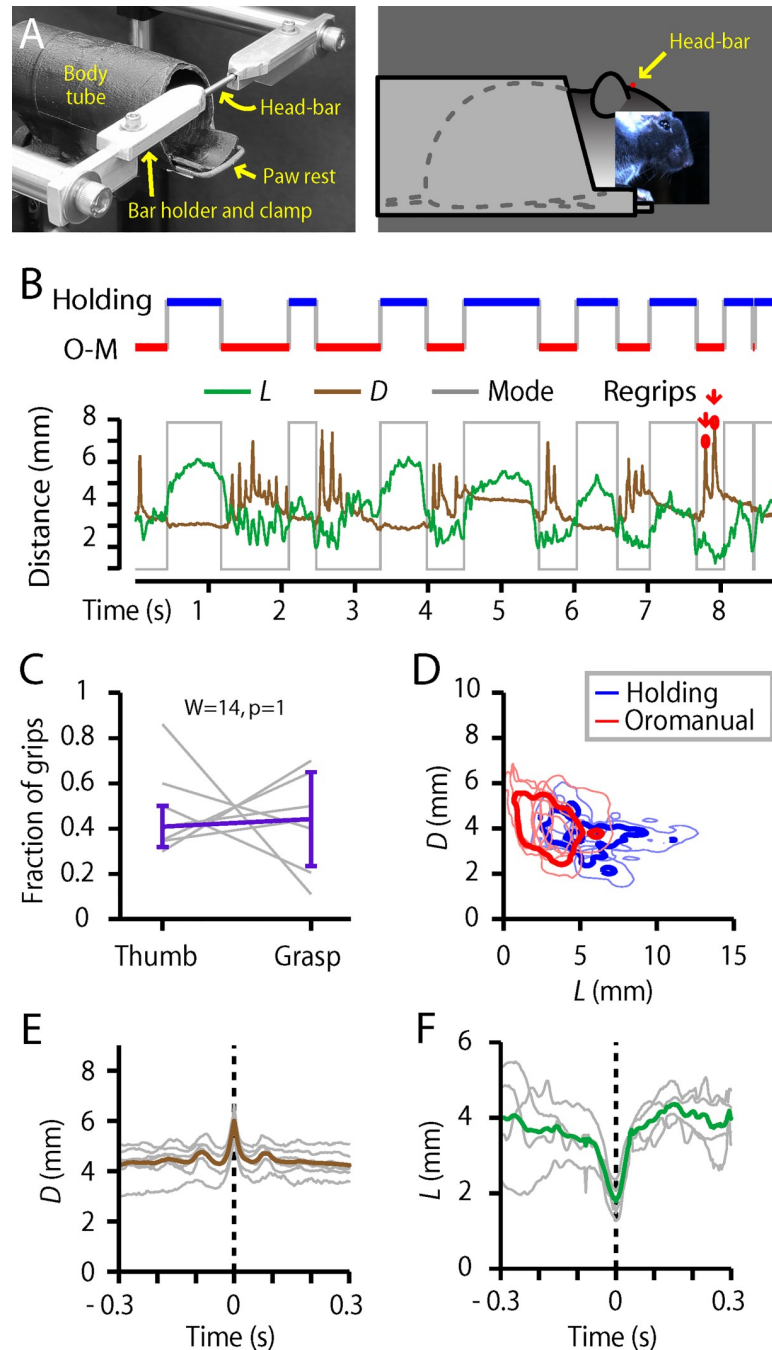 A
Body
tube
Head-bar
Paw rest
Bar holder and clamp
Head-bar
B
Holding
O-M
L D Mode Regrips
Distance (mm)
8
6
4
2
Time (s) 1 2 3 4 5 6 7 8
C
W=14, p=1
Fraction of grips
1
0.8
0.6
0.4
0.2
0
Thumb Grasp
D
Holding
Oromanual
D (mm)
10
8
6
4
2
0
0 5 10 15
L (mm)
E
D (mm)
8
6
4
2
0
- 0.3 0 0.3
Time (s)
F
L (mm)
6
4
2
0
- 0.3 0 0.3
Time (s)